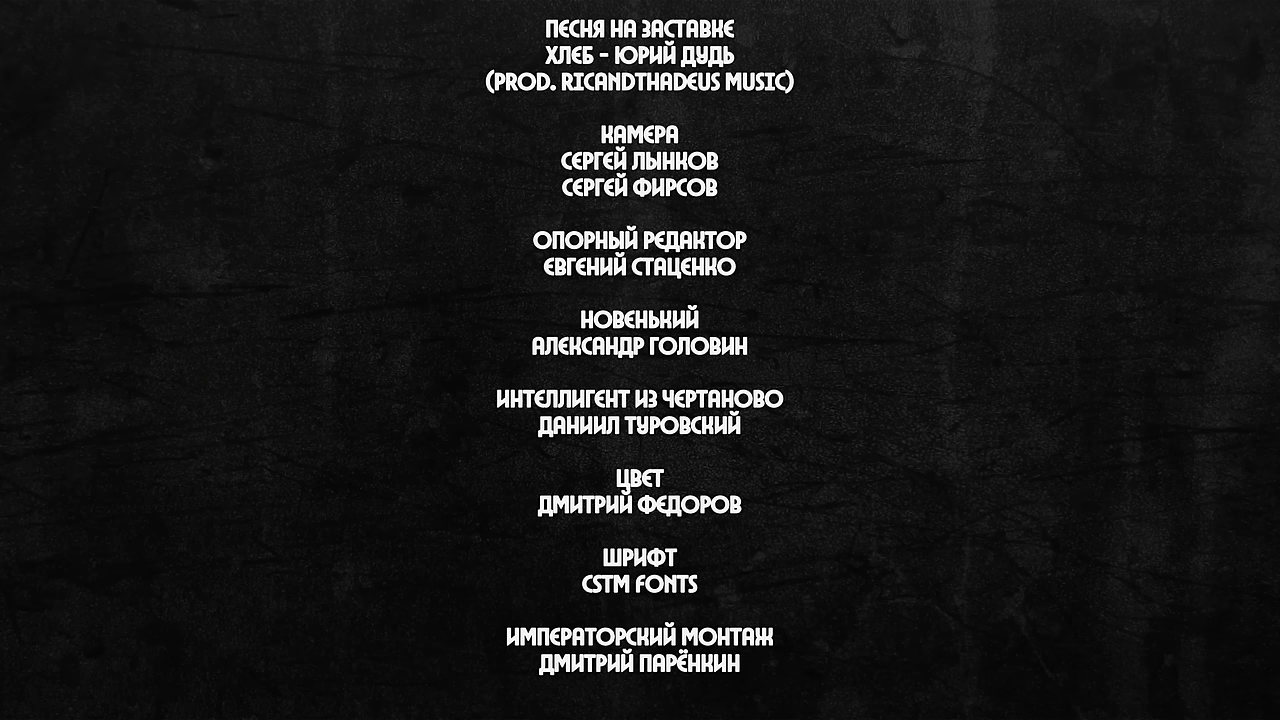 ПЕСНЯ НА ЗАСТАВКЕ
ХЛЕБ - ЮРИЙ ДУДЬ
(PROD. RICANDTHADEUS MUSIC)
КАМЕРА
СЕРГЕЙ ЛЫНКОВ
СЕРГЕЙ ФИРСОВ
ОПОРНЫЙ РЕДАКТОР
ЕВГЕНИЙ СТАЦЕНКО
НОВЕНЬКИЙ
АЛЕКСАНДР ГОЛОВИН
ИНТЕЛЛИГЕНТ ИЗ ЧЕРТАНОВО
ДАНИИЛ ТУРОВСКИЙ
ЦВЕТ
ДМИТРИЙ ФЕДОРОВ
ШРИФТ
CSTM FONTS
ИМПЕРАТОРСКИЙ МОНТАЖ
ДМИТРИЙ ПАРЁНКИН